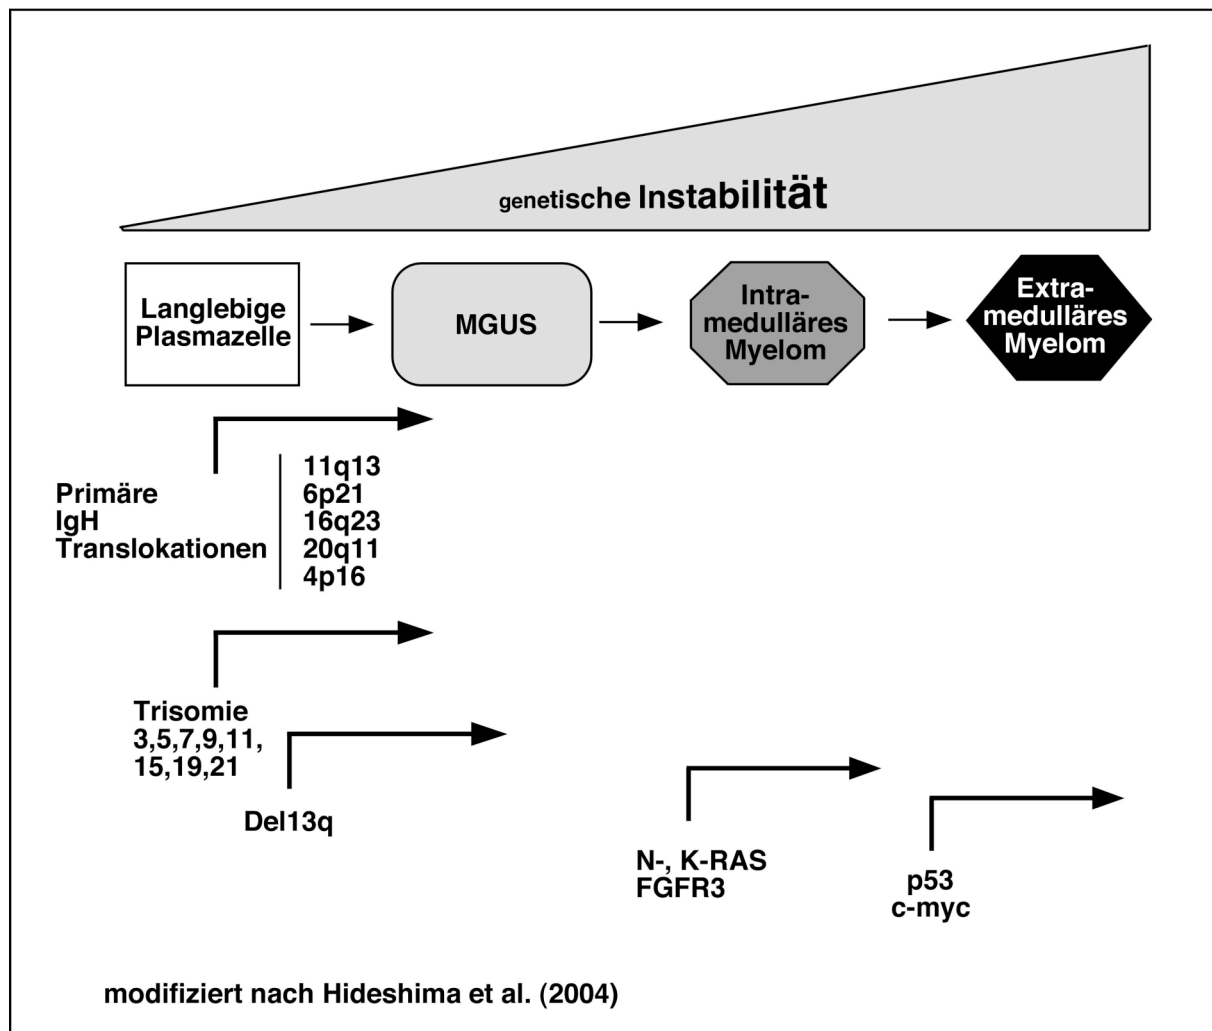 genetische Instabilität
Langlebige
Plasmazelle
MGUS
Intra-
medulläres
Myelom
Extra-
medulläres
Myelom
Primäre
IgH
Translokationen
11q13
6p21
16q23
20q11
4p16
Trisomie
3,5,7,9,11,
15,19,21
Del13q
N-, K-RAS
FGFR3
p53
c-myc
modifiziert nach Hideshima et al. (2004)